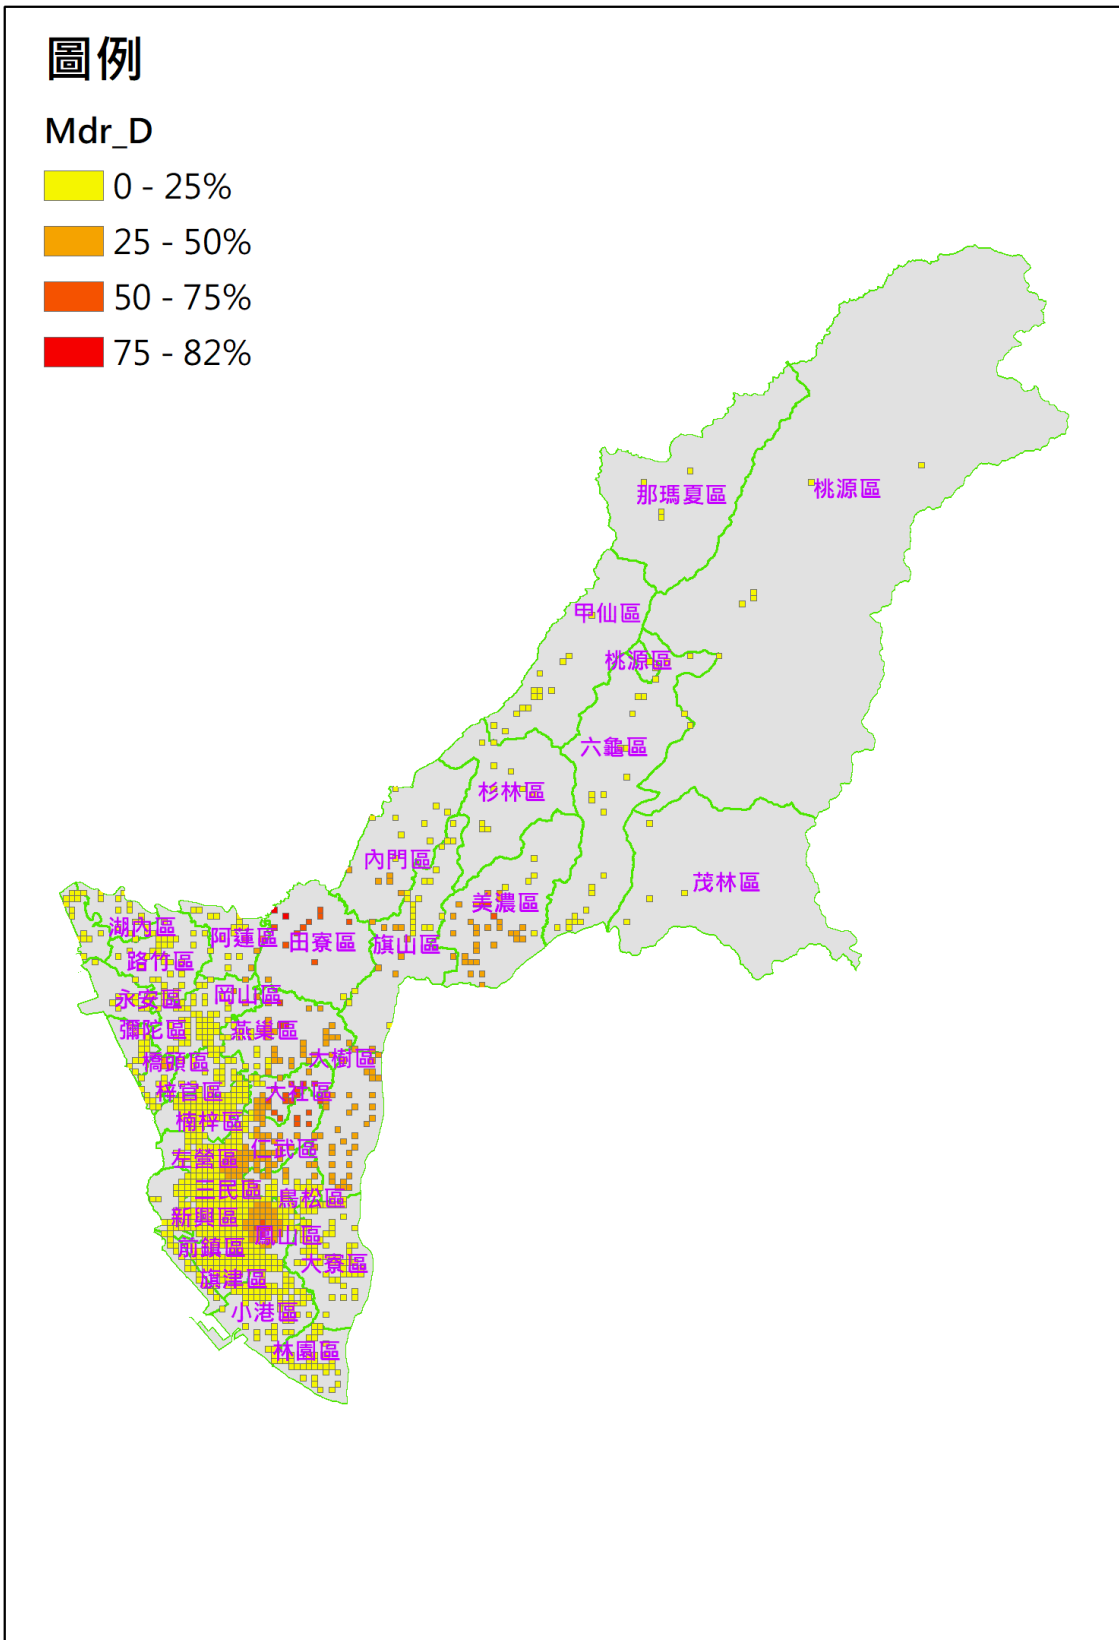 圖例
Mdr_D
0 - 25%
25 - 50%
50 - 75%
75 - 82%
那瑪夏區
桃源區
甲仙區
桃源區
六龜區
杉林區
內門區
茂林區
美濃區
湖內區
阿蓮區
田寮區
旗山區
路竹區
永安區
岡山區
彌陀區
燕巢區
橋頭區
大樹區
梓官區
大社區
楠梓區
左營區
仁武區
三民區
鳥松區
新興區
鳳山區
前鎮區
大寮區
旗津區
小港區
林園區